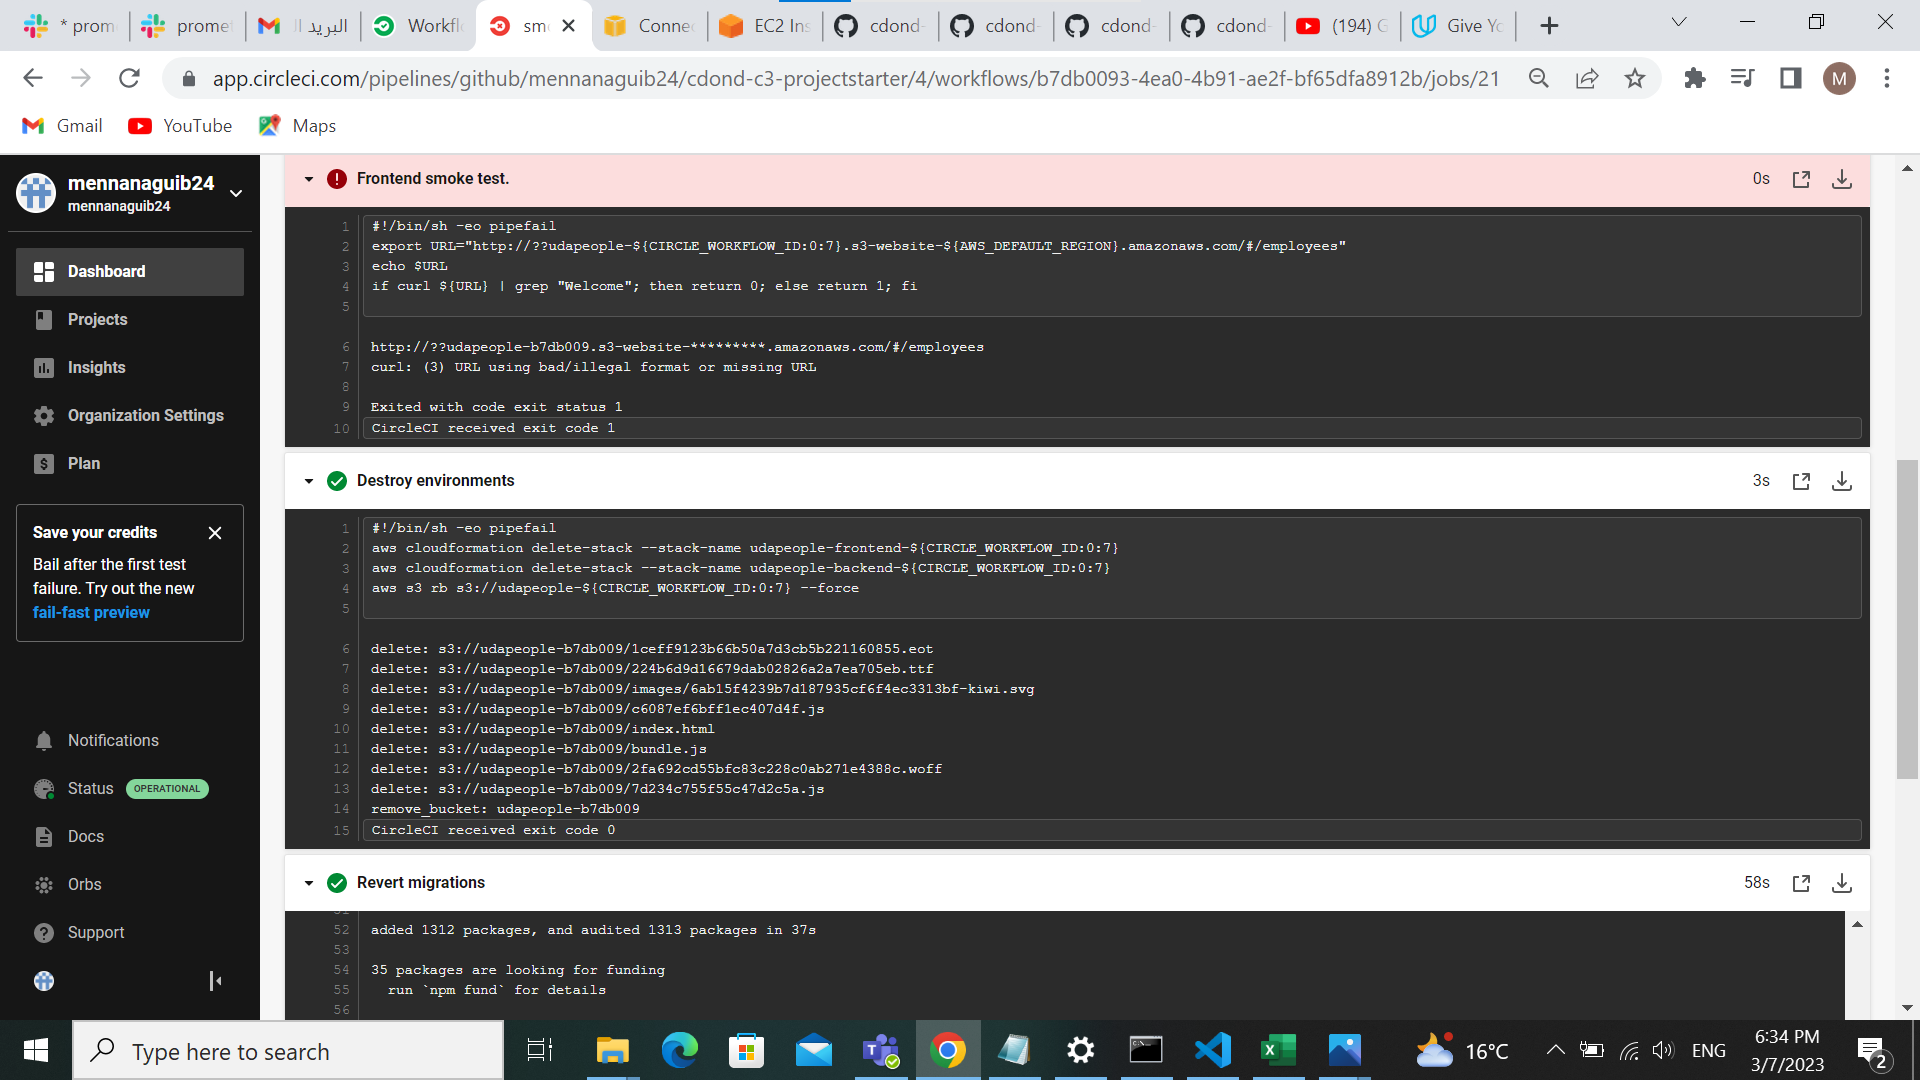 * prom
promet
البريد ال
Workfl
sm
Connec
EC2 Ins
cdond-
cdond-
cdond-
cdond-
(194) G
Give Yo
app.circleci.com/pipelines/github/mennanaguib24/cdond-c3-projectstarter/4/workflows/b7db0093-4ea0-4b91-ae2f-bf65dfa8912b/jobs/21
M
Gmail
YouTube
Maps
mennanaguib24
mennanaguib24
Dashboard
Projects
Insights
Organization Settings
Plan
Save your credits
Bail after the first test
failure. Try out the new
fail-fast preview
Notifications
Status OPERATIONAL
Docs
Orbs
Support
Frontend smoke test.
0s
1 #!/bin/sh -eo pipefail
2 export URL="http://??udapeople-${CIRCLE_WORKFLOW_ID:0:7}.s3-website-${AWS_DEFAULT_REGION}.amazonaws.com/#/employees"
3 echo $URL
4 if curl ${URL} | grep "Welcome"; then return 0; else return 1; fi
5
6 http://??udapeople-b7db009.s3-website-*********.amazonaws.com/#/employees
7 curl: (3) URL using bad/illegal format or missing URL
8
9 Exited with code exit status 1
10 CircleCI received exit code 1
Destroy environments
3s
1 #!/bin/sh -eo pipefail
2 aws cloudformation delete-stack --stack-name udapeople-frontend-${CIRCLE_WORKFLOW_ID:0:7}
3 aws cloudformation delete-stack --stack-name udapeople-backend-${CIRCLE_WORKFLOW_ID:0:7}
4 aws s3 rb s3://udapeople-${CIRCLE_WORKFLOW_ID:0:7} --force
5
6 delete: s3://udapeople-b7db009/1ceff9123b66b50a7d3cb5b221160855.eot
7 delete: s3://udapeople-b7db009/224b6d9d16679dab02826a2a7ea705eb.ttf
8 delete: s3://udapeople-b7db009/images/6ab15f4239b7d187935cf6f4ec3313bf-kiwi.svg
9 delete: s3://udapeople-b7db009/c6087ef6bff1ec407d4f.js
10 delete: s3://udapeople-b7db009/index.html
11 delete: s3://udapeople-b7db009/bundle.js
12 delete: s3://udapeople-b7db009/2fa692cd55bfc83c228c0ab271e4388c.woff
13 delete: s3://udapeople-b7db009/7d234c755f55c47d2c5a.js
14 remove_bucket: udapeople-b7db009
15 CircleCI received exit code 0
Revert migrations
58s
52 added 1312 packages, and audited 1313 packages in 37s
53
54 35 packages are looking for funding
55 run `npm fund` for details
56
Type here to search
16°C
ENG
6:34 PM
3/7/2023
2